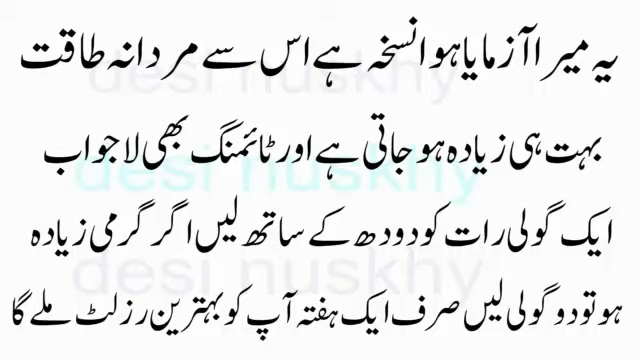 یہ میرا آزمایا ہوا نسخہ ہے اس سے مردانہ طاقت
بہت ہی زیادہ ہو جاتی ہے اور ٹائمنگ بھی لاجواب
ایک گولی رات کو دودھ کے ساتھ لیں اگر گرمی زیادہ
ہو تو دو گولی لیں صرف ایک ہفتہ آپ کو بہترین رزلٹ ملے گا
desi nuskhy
desi nuskhy
desi nuskhy